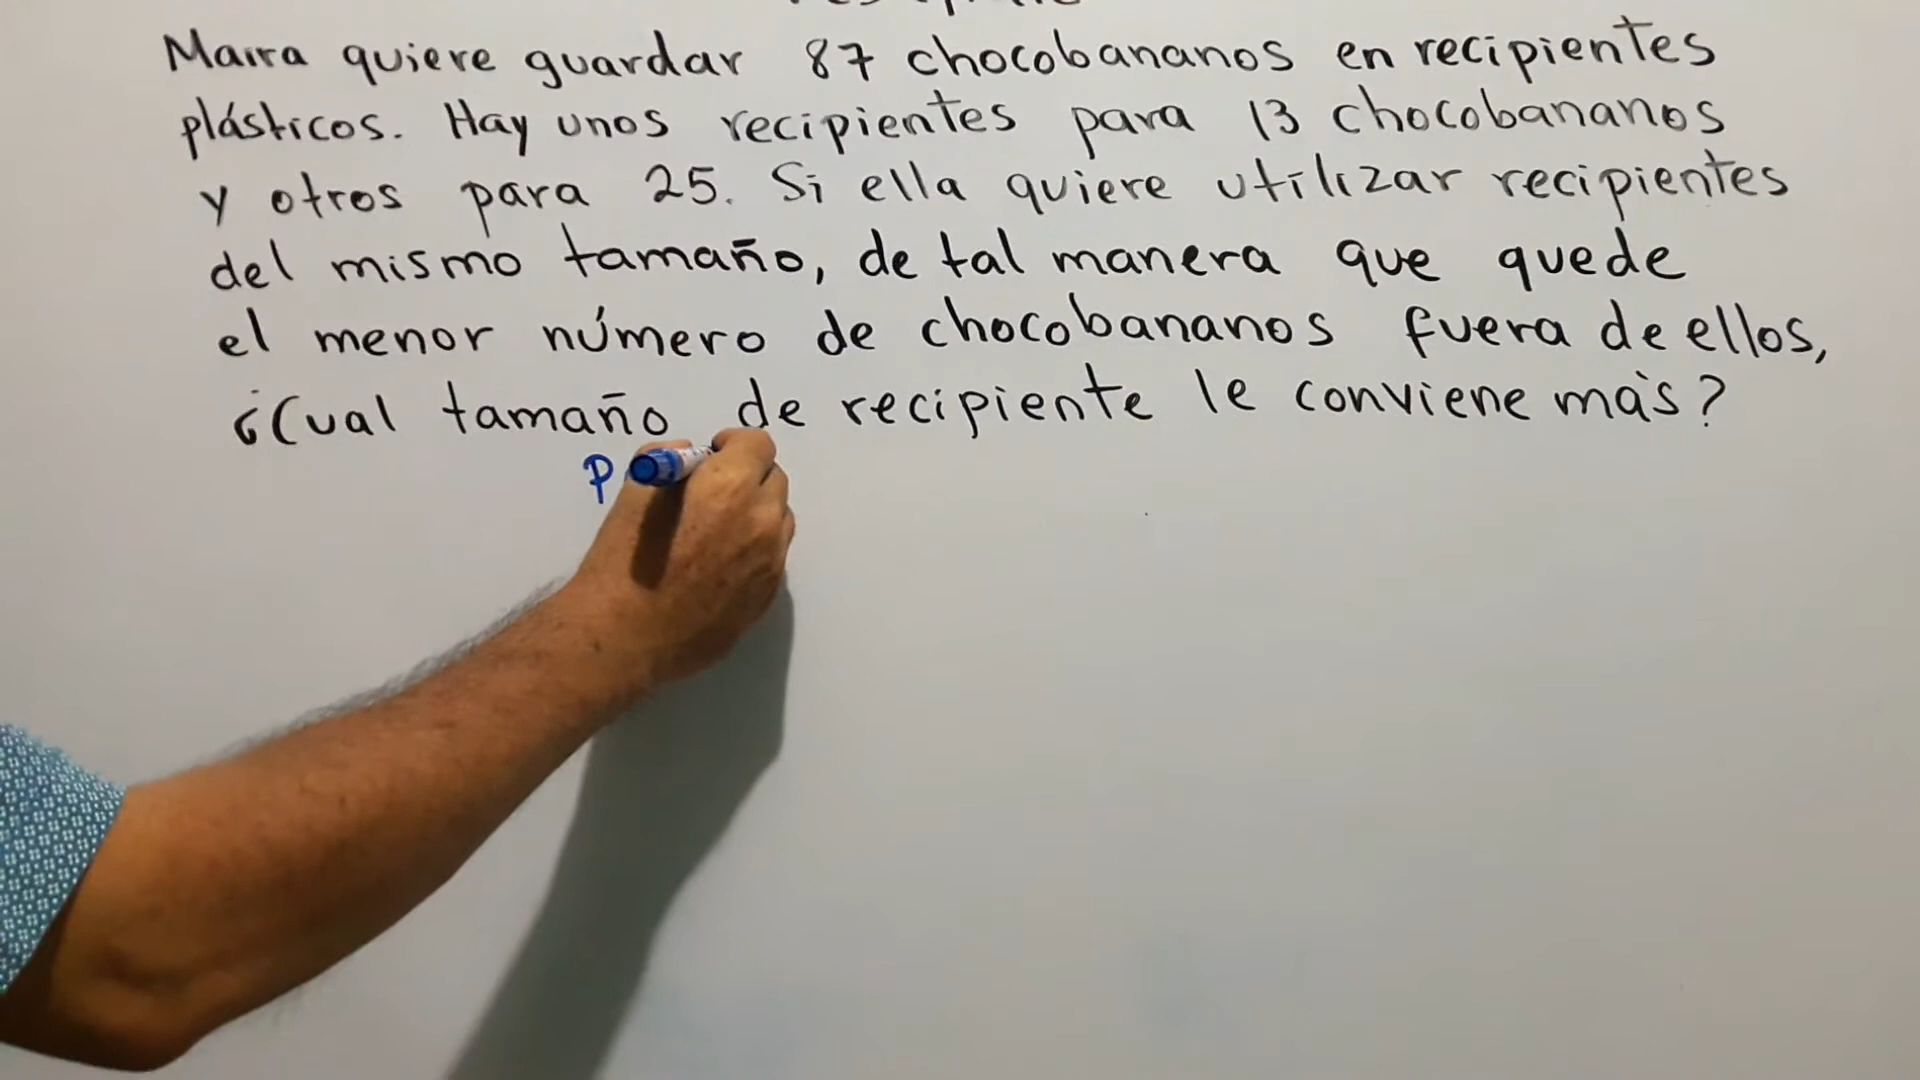 Maira quiere guardar 87 chocobananos en recipientes
plásticos. Hay unos recipientes para 13 chocobananos
y otros para 25. Si ella quiere utilizar recipientes
del mismo tamaño, de tal manera que quede
el menor número de chocobananos fuera de ellos,
¿Cual tamaño de recipiente le conviene más?
P